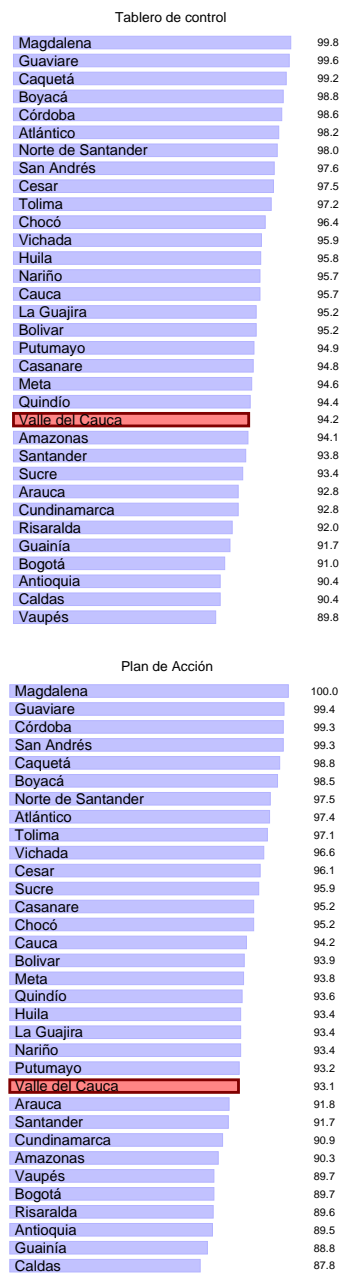 Tablero de control
Magdalena 99.8
Guaviare 99.6
Caquetá 99.2
Boyacá 98.8
Córdoba 98.6
Atlántico 98.2
Norte de Santander 98.0
San Andrés 97.6
Cesar 97.5
Tolima 97.2
Chocó 96.4
Vichada 95.9
Huila 95.8
Nariño 95.7
Cauca 95.7
La Guajira 95.2
Bolivar 95.2
Putumayo 94.9
Casanare 94.8
Meta 94.6
Quindío 94.4
Valle del Cauca 94.2
Amazonas 94.1
Santander 93.8
Sucre 93.4
Arauca 92.8
Cundinamarca 92.8
Risaralda 92.0
Guainía 91.7
Bogotá 91.0
Antioquia 90.4
Caldas 90.4
Vaupés 89.8
Plan de Acción
Magdalena 100.0
Guaviare 99.4
Córdoba 99.3
San Andrés 99.3
Caquetá 98.8
Boyacá 98.5
Norte de Santander 97.5
Atlántico 97.4
Tolima 97.1
Vichada 96.6
Cesar 96.1
Sucre 95.9
Casanare 95.2
Chocó 95.2
Cauca 94.2
Bolivar 93.9
Meta 93.8
Quindío 93.6
Huila 93.4
La Guajira 93.4
Nariño 93.4
Putumayo 93.2
Valle del Cauca 93.1
Arauca 91.8
Santander 91.7
Cundinamarca 90.9
Amazonas 90.3
Vaupés 89.7
Bogotá 89.7
Risaralda 89.6
Antioquia 89.5
Guainía 88.8
Caldas 87.8